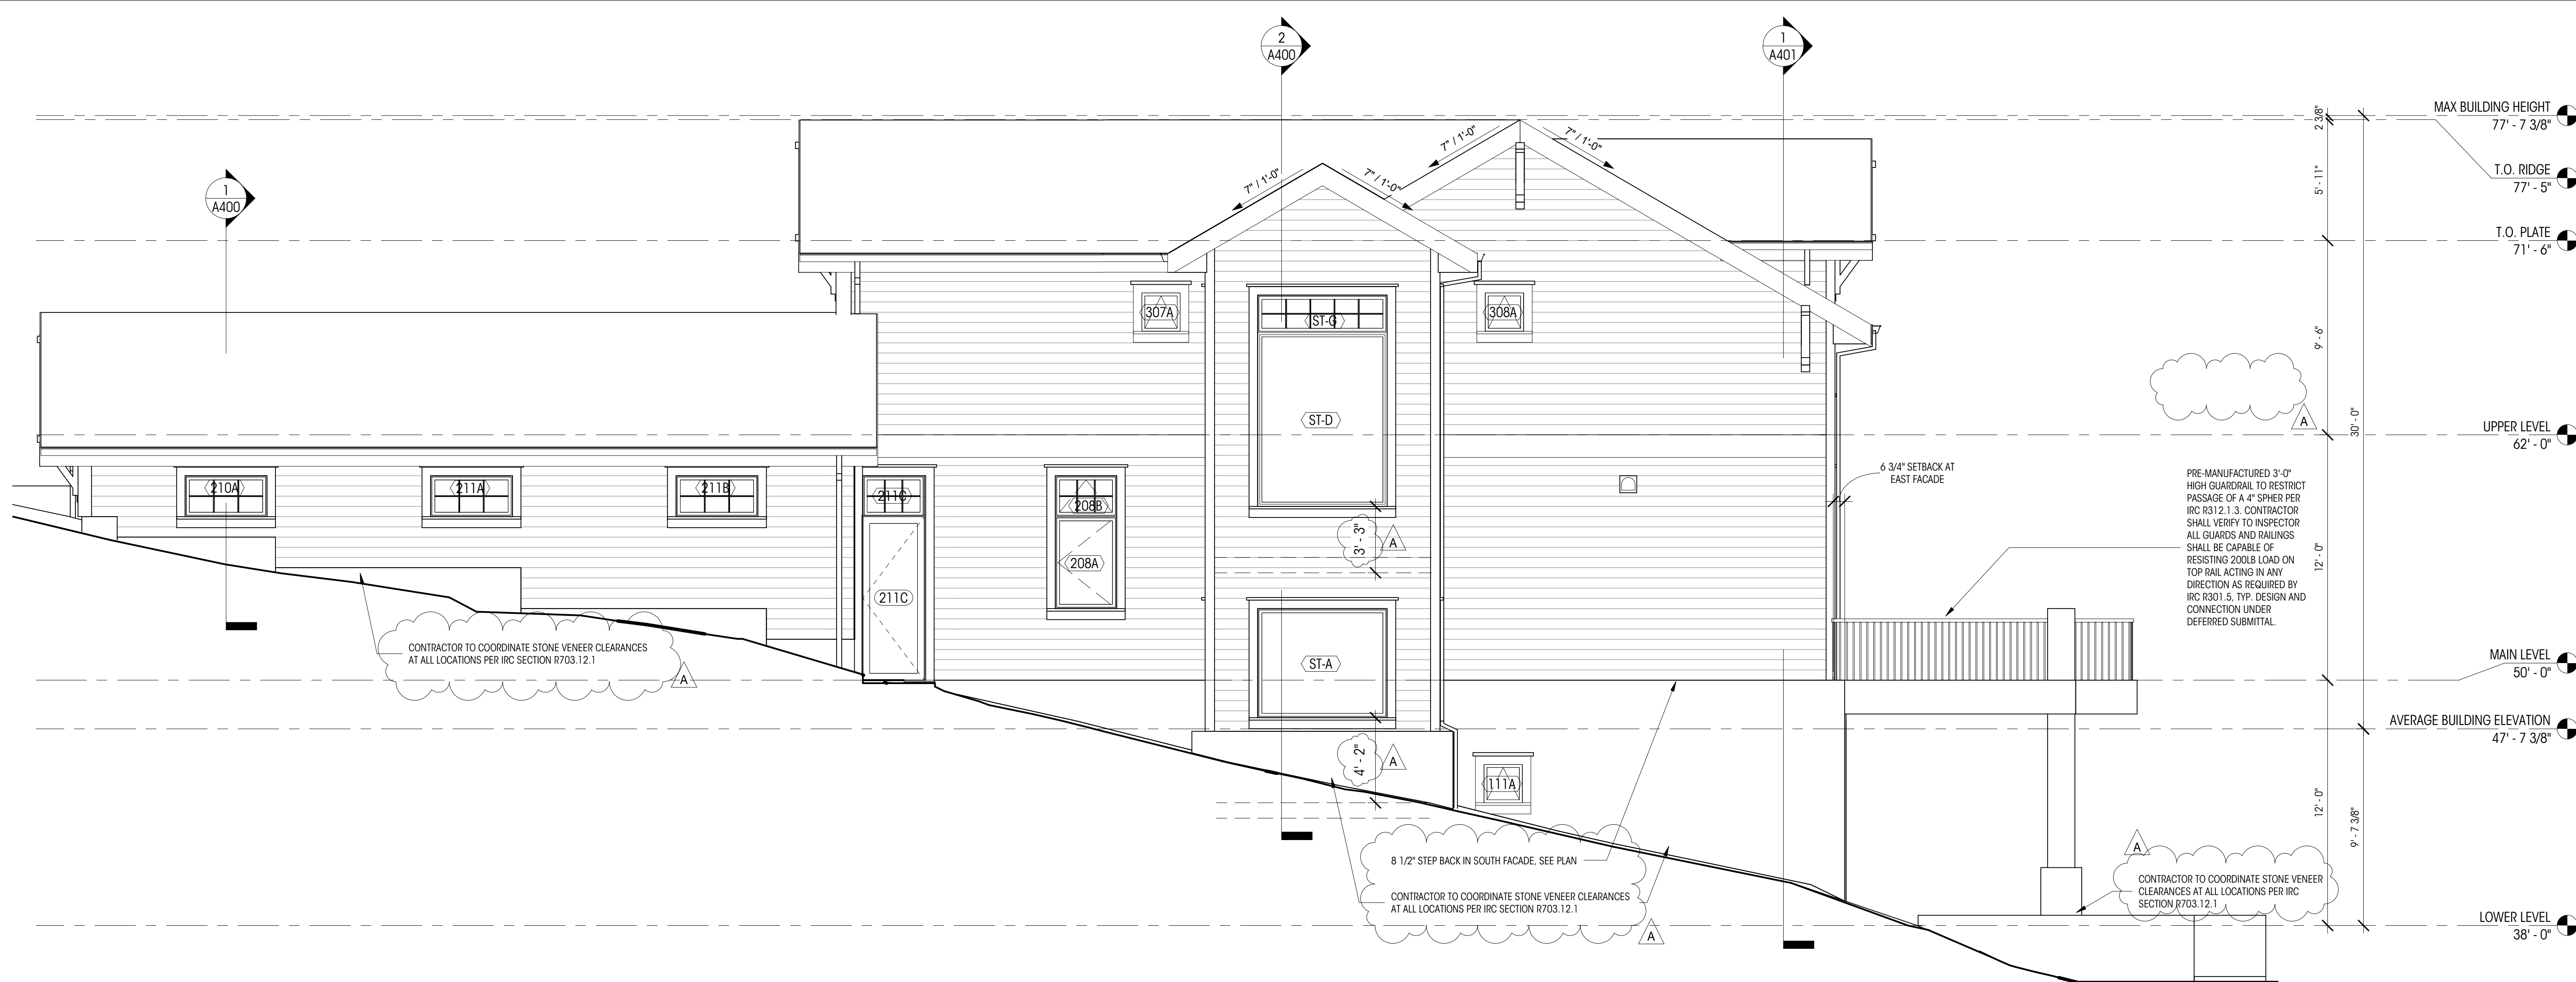 2
A400
1
A401
1
A400
7" / 1'-0"
7" / 1'-0"
7" / 1'-0"
7" / 1'-0"
MAX BUILDING HEIGHT
77' - 7 3/8"
T.O. RIDGE
77' - 5"
T.O. PLATE
71' - 6"
UPPER LEVEL
62' - 0"
MAIN LEVEL
50' - 0"
AVERAGE BUILDING ELEVATION
47' - 7 3/8"
LOWER LEVEL
38' - 0"
2 3/8"
5' - 11"
9' - 6"
12' - 0"
12' - 0"
30' - 0"
9' - 7 3/8"
307A
ST-G
308A
ST-D
210A
211A
211B
211C
208B
208A
211C
ST-A
111A
3' - 3"
A
4' - 2"
A
A
6 3/4" SETBACK AT
EAST FACADE
PRE-MANUFACTURED 3'-0"
HIGH GUARDRAIL TO RESTRICT
PASSAGE OF A 4" SPHER PER
IRC R312.1.3. CONTRACTOR
SHALL VERIFY TO INSPECTOR
ALL GUARDS AND RAILINGS
SHALL BE CAPABLE OF
RESISTING 200LB LOAD ON
TOP RAIL ACTING IN ANY
DIRECTION AS REQUIRED BY
IRC R301.5, TYP. DESIGN AND
CONNECTION UNDER
DEFERRED SUBMITTAL.
CONTRACTOR TO COORDINATE STONE VENEER CLEARANCES
AT ALL LOCATIONS PER IRC SECTION R703.12.1
A
8 1/2" STEP BACK IN SOUTH FACADE, SEE PLAN
CONTRACTOR TO COORDINATE STONE VENEER CLEARANCES
AT ALL LOCATIONS PER IRC SECTION R703.12.1
A
A
CONTRACTOR TO COORDINATE STONE VENEER
CLEARANCES AT ALL LOCATIONS PER IRC
SECTION R703.12.1